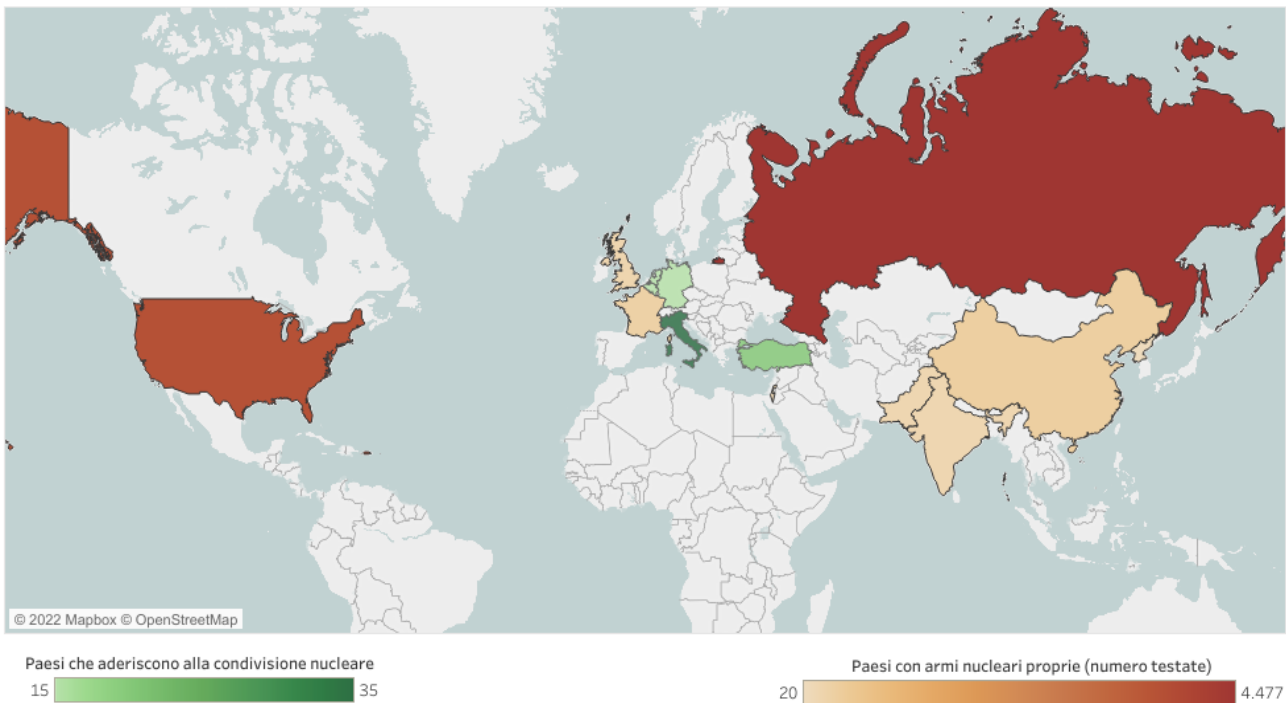 © 2022 Mapbox © OpenStreetMap
Paesi che aderiscono alla condivisione nucleare
15 35
Paesi con armi nucleari proprie (numero testate)
20 4.477